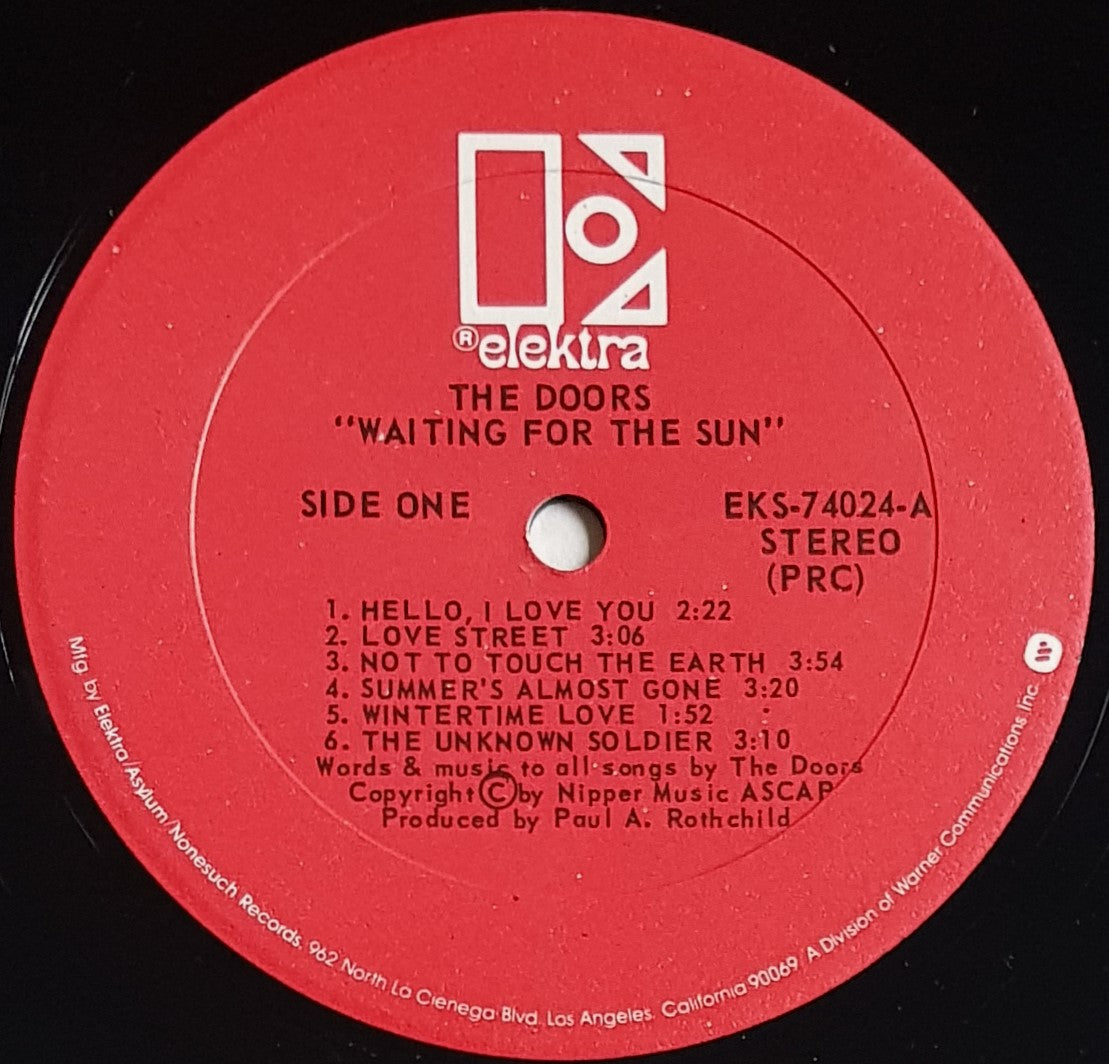 ® elektra
THE DOORS
"WAITING FOR THE SUN"
SIDE ONE
EKS-74024-A
STEREO
(PRC)
1. HELLO, I LOVE YOU 2:22
2. LOVE STREET 3:06
3. NOT TO TOUCH THE EARTH 3:54
4. SUMMER'S ALMOST GONE 3:20
5. WINTERTIME LOVE 1:52
6. THE UNKNOWN SOLDIER 3:10
Words & music to all songs by The Doors
Copyright © by Nipper Music ASCAP
Produced by Paul A. Rothchild
Mfg. by Elektra/Asylum/Nonesuch Records, 962 North La Cienega Blvd. Los Angeles, California 90069 A Division of Warner Communications Inc.